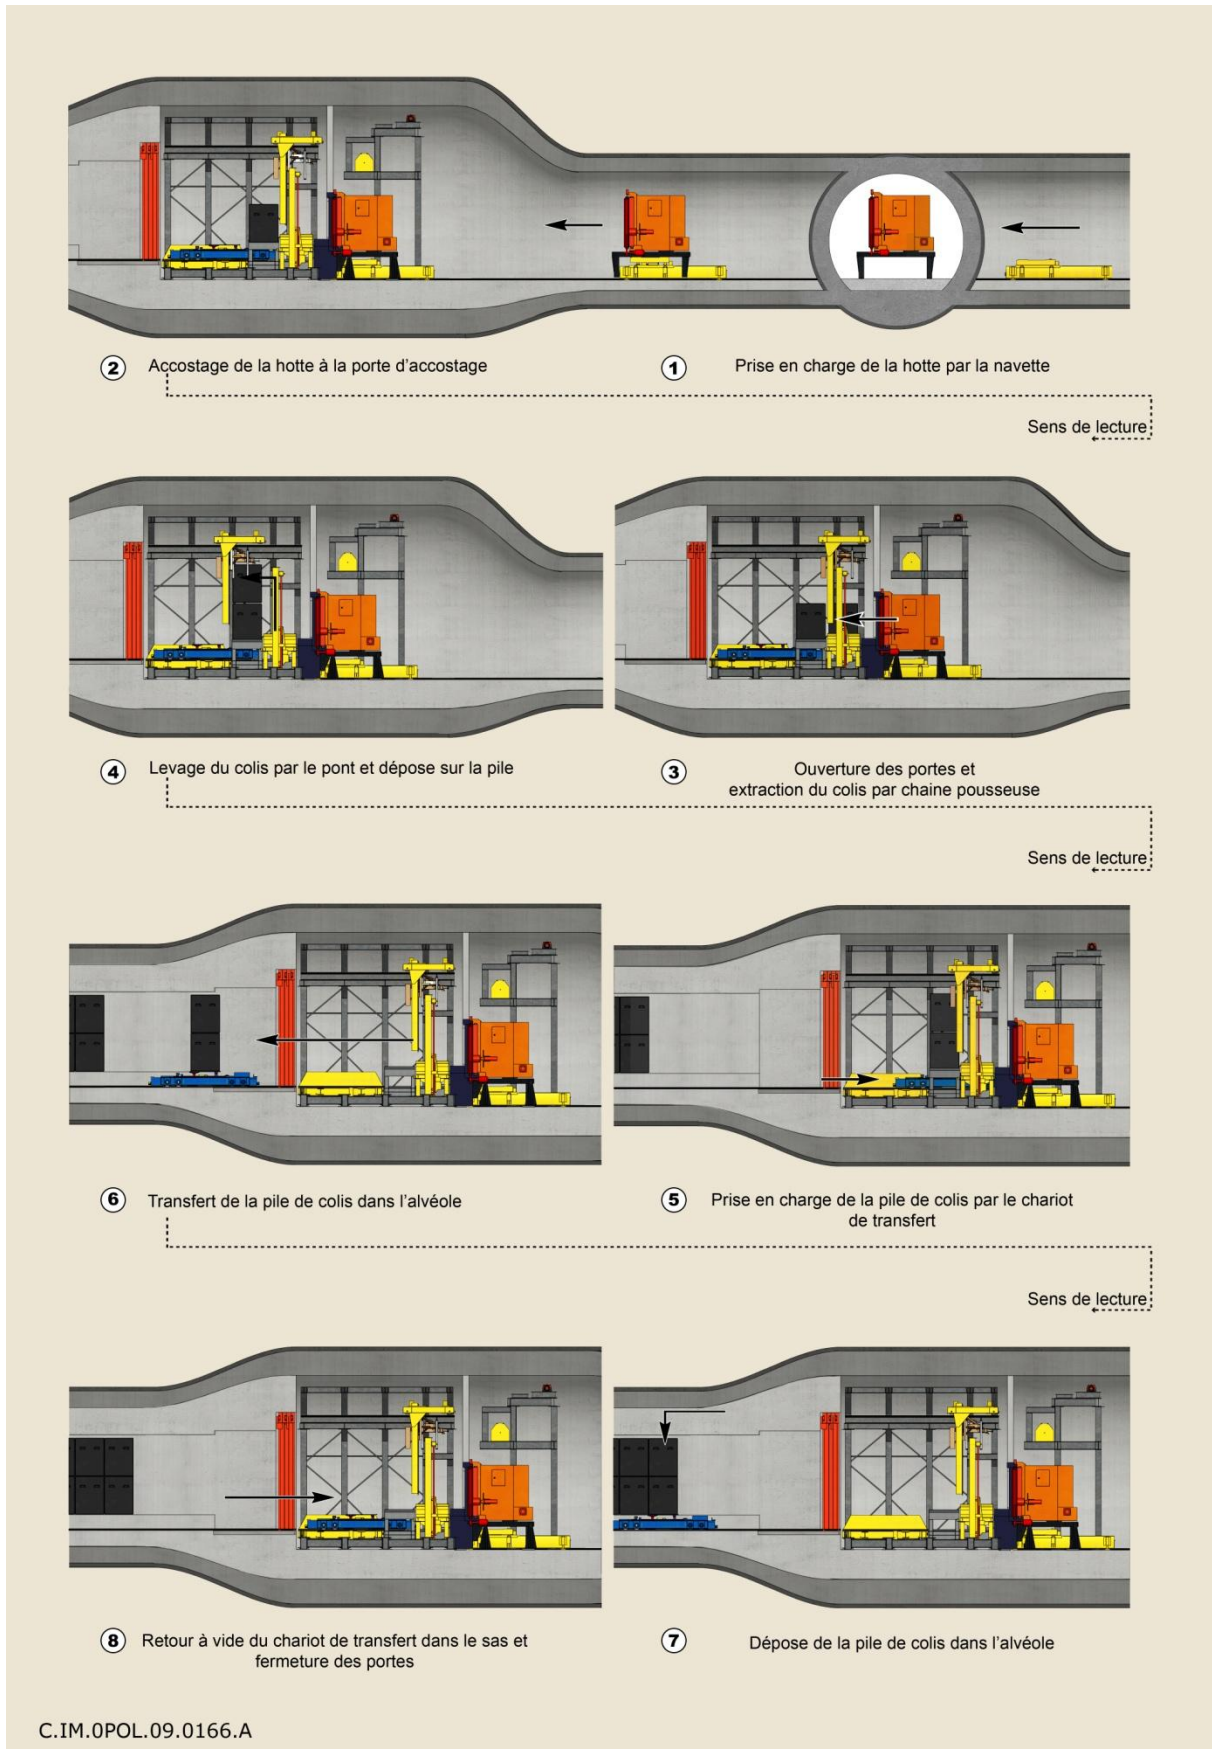 2 Accostage de la hotte à la porte d'accostage
1 Prise en charge de la hotte par la navette
Sens de lecture
4 Levage du colis par le pont et dépose sur la pile
3 Ouverture des portes et
extraction du colis par chaine pousseuse
Sens de lecture
6 Transfert de la pile de colis dans l'alvéole
5 Prise en charge de la pile de colis par le chariot
de transfert
Sens de lecture
8 Retour à vide du chariot de transfert dans le sas et
fermeture des portes
7 Dépose de la pile de colis dans l'alvéole
C.IM.0POL.09.0166.A